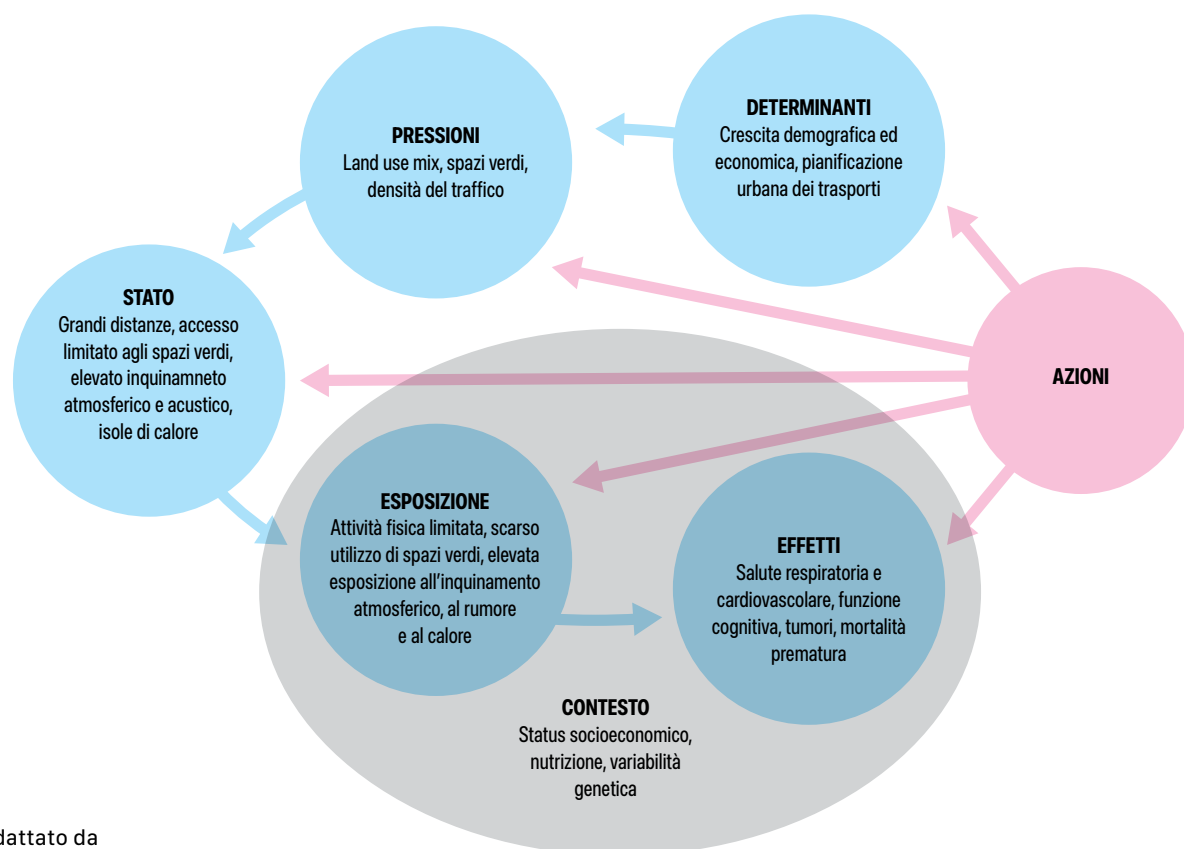 DETERMINANTI
Crescita demografica ed
economica, pianificazione
urbana dei trasporti
PRESSIONI
Land use mix, spazi verdi,
densità del traffico
STATO
Grandi distanze, accesso
limitato agli spazi verdi,
elevato inquinamneto
atmosferico e acustico,
isole di calore
AZIONI
ESPOSIZIONE
Attività fisica limitata, scarso
utilizzo di spazi verdi, elevata
esposizione all'inquinamento
atmosferico, al rumore
e al calore
EFFETTI
Salute respiratoria e
cardiovascolare, funzione
cognitiva, tumori, mortalità
prematura
CONTESTO
Status socioeconomico,
nutrizione, variabilità
genetica
dattato da